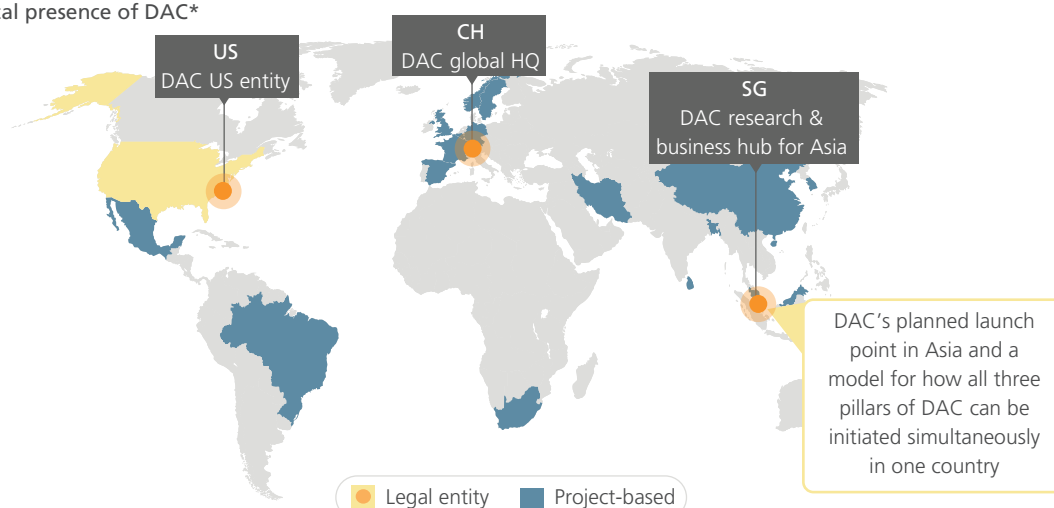 presence of DAC*
US
DAC US entity
CH
DAC global HQ
SG
DAC research &
business hub for Asia
DAC’s planned launch
point in Asia and a
model for how all three
pillars of DAC can be
initiated simultaneously
in one country
Legal entity
Project-based